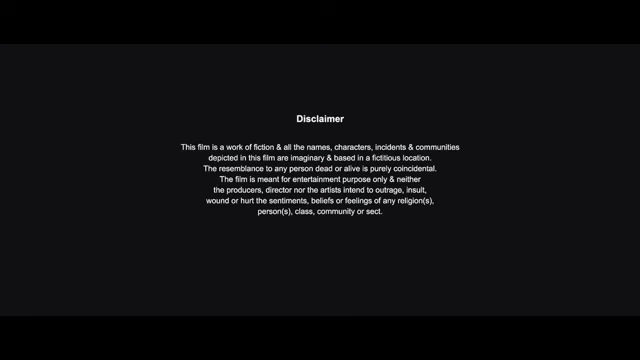 Disclaimer
This film is a work of fiction & all the names, characters, incidents & communities
depicted in this film are imaginary & based in a fictitious location.
The resemblance to any person dead or alive is purely coincidental.
The film is meant for entertainment purpose only & neither
the producers, director nor the artists intend to outrage, insult,
wound or hurt the sentiments, beliefs or feelings of any religion(s),
person(s), class, community or sect.